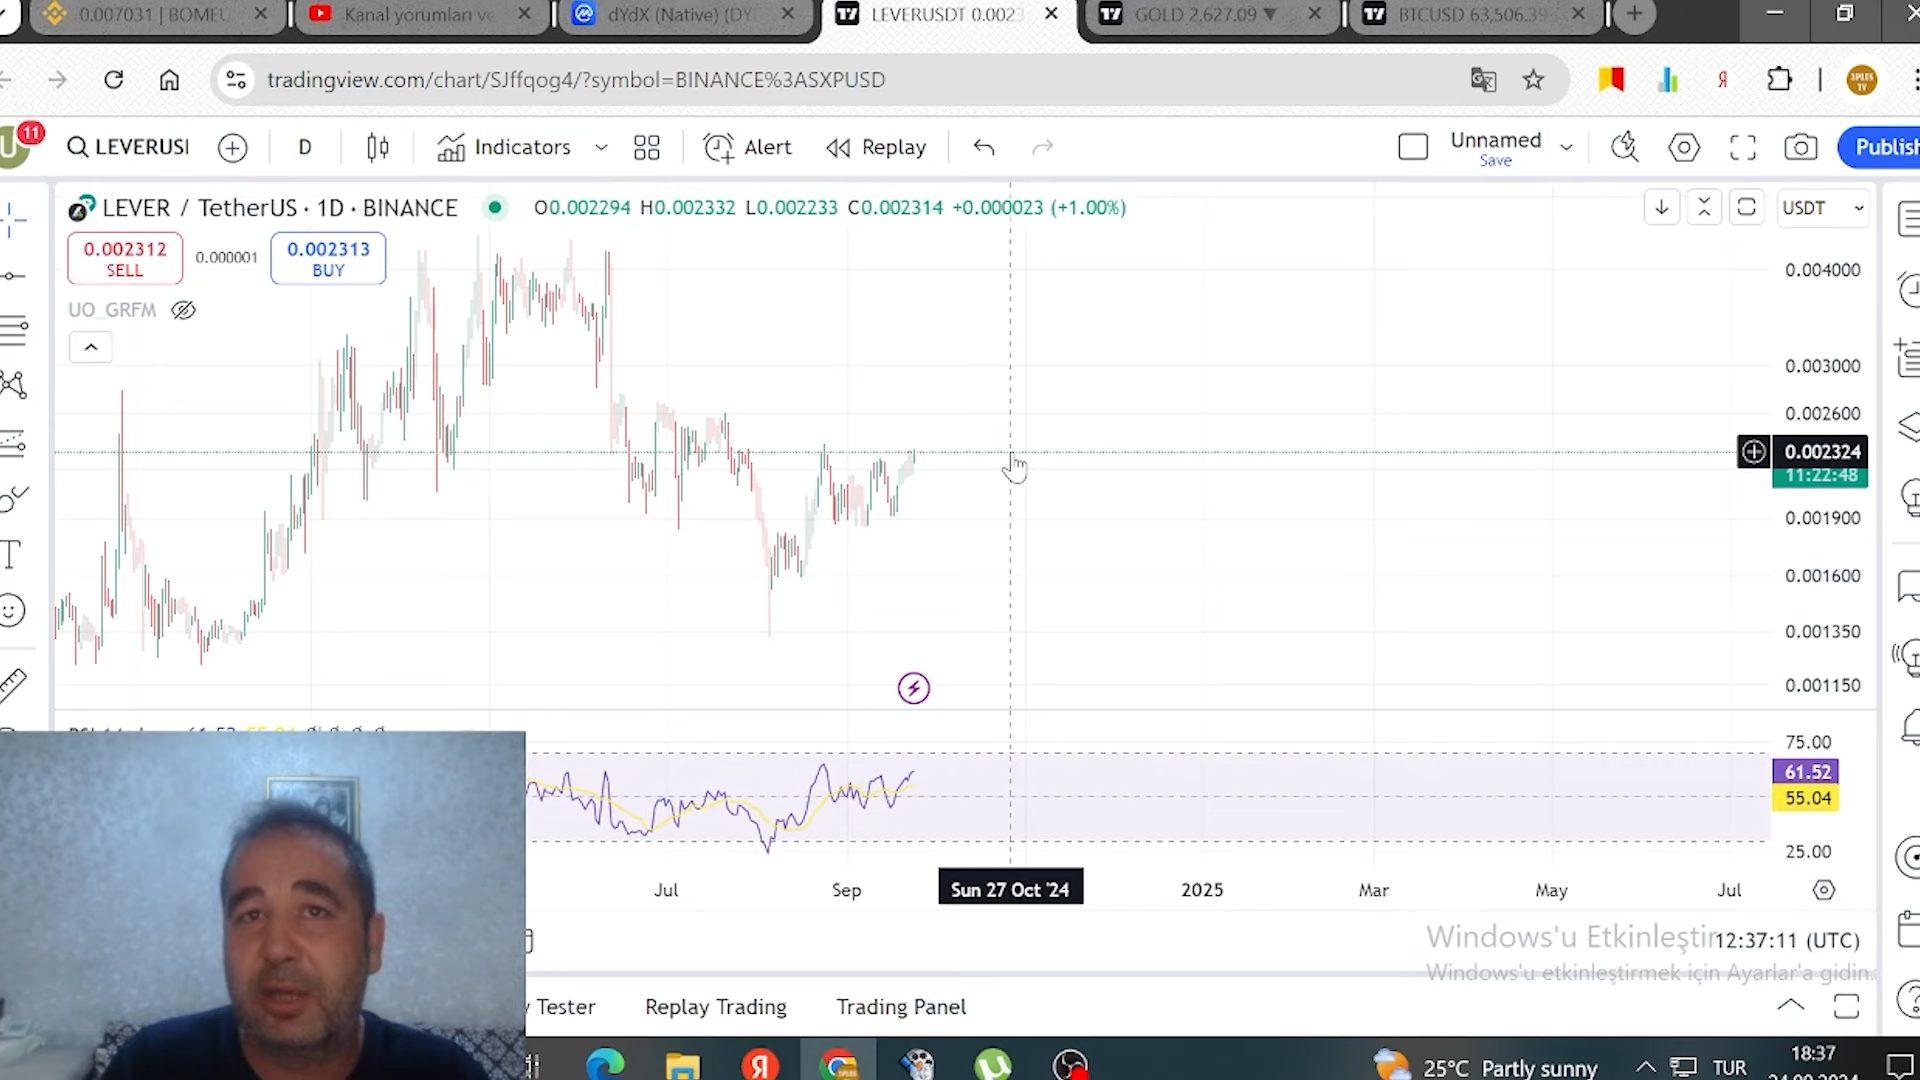 0.007031 | BOMEU
Kanal yorumları ve
dYdX (Native) (DY
LEVERUSDT 0.0023
GOLD 2,627.09 ▼
BTCUSD 63,506.39
tradingview.com/chart/SJffqog4/?symbol=BINANCE%3ASXPUSD
11
LEVERUSI
D
Indicators
Alert
Replay
Unnamed
Save
Publish
LEVER / TetherUS · 1D · BINANCE
O0.002294 H0.002332 L0.002233 C0.002314 +0.000023 (+1.00%)
USDT
0.002312
SELL
0.000001
0.002313
BUY
UO_GRFM
0.004000
0.003000
0.002600
0.002324
11:22:48
0.001900
0.001600
0.001350
0.001150
75.00
61.52
55.04
25.00
Jul
Sep
Sun 27 Oct '24
2025
Mar
May
Jul
Windows'u Etkinleştir
12:37:11 (UTC)
Windows'u etkinleştirmek için Ayarlar'a gidin.
Tester
Replay Trading
Trading Panel
25°C Partly sunny
TUR
18:37